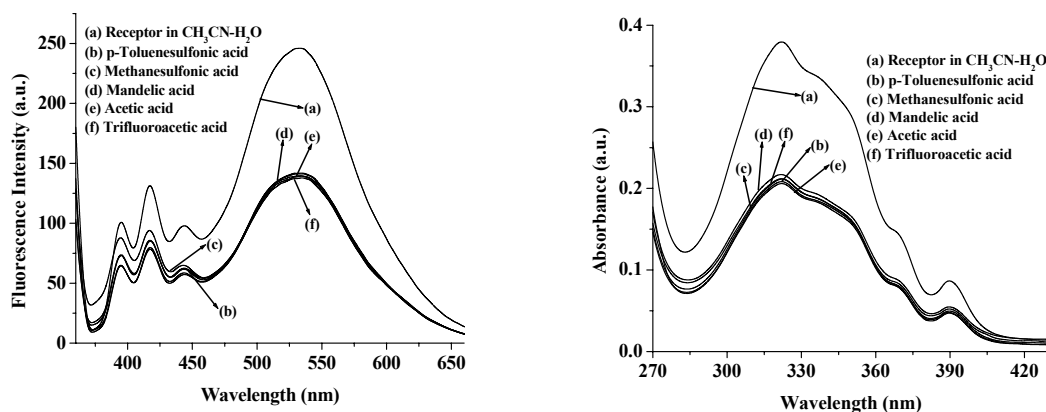 (a) Receptor in CH₃CN-H₂O
(b) p-Toluenesulfonic acid
(c) Methanesulfonic acid
(d) Mandelic acid
(e) Acetic acid
(f) Trifluoroacetic acid
(a)
(d)
(e)
(f)
(c)
(b)
250
200
150
100
50
0
Fluorescence Intensity (a.u.)
400 450 500 550 600 650
Wavelength (nm)
(a) Receptor in CH₃CN-H₂O
(b) p-Toluenesulfonic acid
(c) Methanesulfonic acid
(d) Mandelic acid
(e) Acetic acid
(f) Trifluoroacetic acid
(a)
(d)
(f)
(b)
(c)
(e)
0.4
0.3
0.2
0.1
0.0
Absorbance (a.u.)
270 300 330 360 390 420
Wavelength (nm)